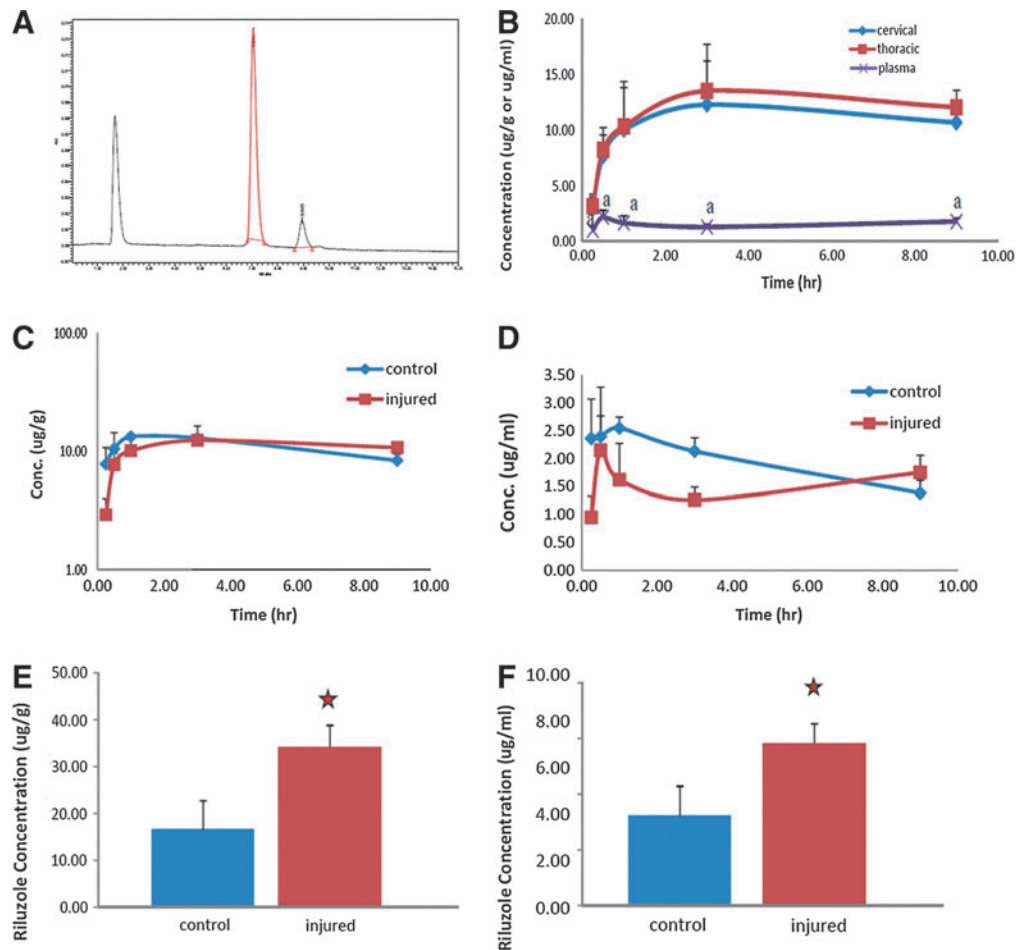 A
B
Concentration (ug/g or ug/ml)
20.00
15.00
10.00
5.00
0.00
cervical
thoracic
plasma
a
a
a
a
a
0.00 2.00 4.00 6.00 8.00 10.00
Time (hr)
C
Conc. (ug/g)
100.00
10.00
1.00
control
injured
0.00 2.00 4.00 6.00 8.00 10.00
Time (hr)
D
Conc. (ug/ml)
3.50
3.00
2.50
2.00
1.50
1.00
0.50
0.00
control
injured
0.00 2.00 4.00 6.00 8.00 10.00
Time (hr)
E
Riluzole Concentration (ug/g)
50.00
40.00
30.00
20.00
10.00
0.00
control injured
F
Riluzole Concentration (ug/ml)
10.00
8.00
6.00
4.00
2.00
0.00
control injured